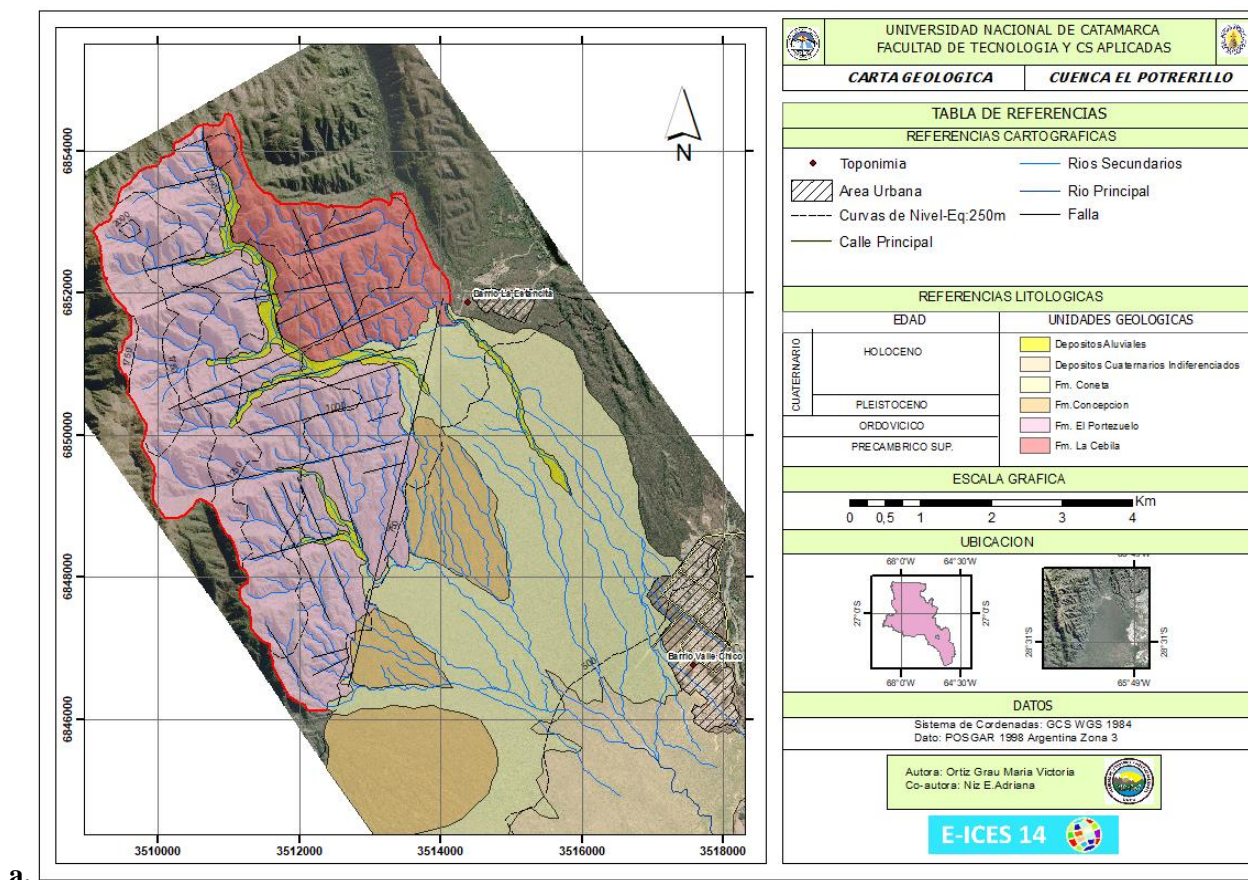 UNIVERSIDAD NACIONAL DE CATAMARCA
FACULTAD DE TECNOLOGIA Y CS APLICADAS
CARTA GEOLOGICA
CUENCA EL POTRERILLO
TABLA DE REFERENCIAS
REFERENCIAS CARTOGRAFICAS
Toponimia
Rios Secundarios
Area Urbana
Rio Principal
Curvas de Nivel-Eq:250m
Falla
Calle Principal
REFERENCIAS LITOLOGICAS
EDAD
UNIDADES GEOLOGICAS
CUATERNARIO
HOLOCENO
PLEISTOCENO
ORDOVICICO
PRECAMBRICO SUP.
Depositos Aluviales
Depositos Cuaternarios Indiferenciados
Fm. Coneta
Fm.Concepcion
Fm. El Portezuelo
Fm. La Cebila
ESCALA GRAFICA
Km
0 0,5 1 2 3 4
UBICACION
68°0'W 64°30'W
27°0'S 27°0'S
68°0'W 64°30'W
28°31'S 28°31'S
65°49'W
DATOS
Sistema de Cordenadas: GCS WGS 1984
Dato: POSGAR 1998 Argentina Zona 3
Autora: Ortiz Grau Maria Victoria
Co-autora: Niz E.Adriana
E-ICES 14
N
Barrio La Estancita
Barrio Valle Chico
1000
500
6854000
6852000
6850000
6848000
6846000
3510000 3512000 3514000 3516000 3518000
a.